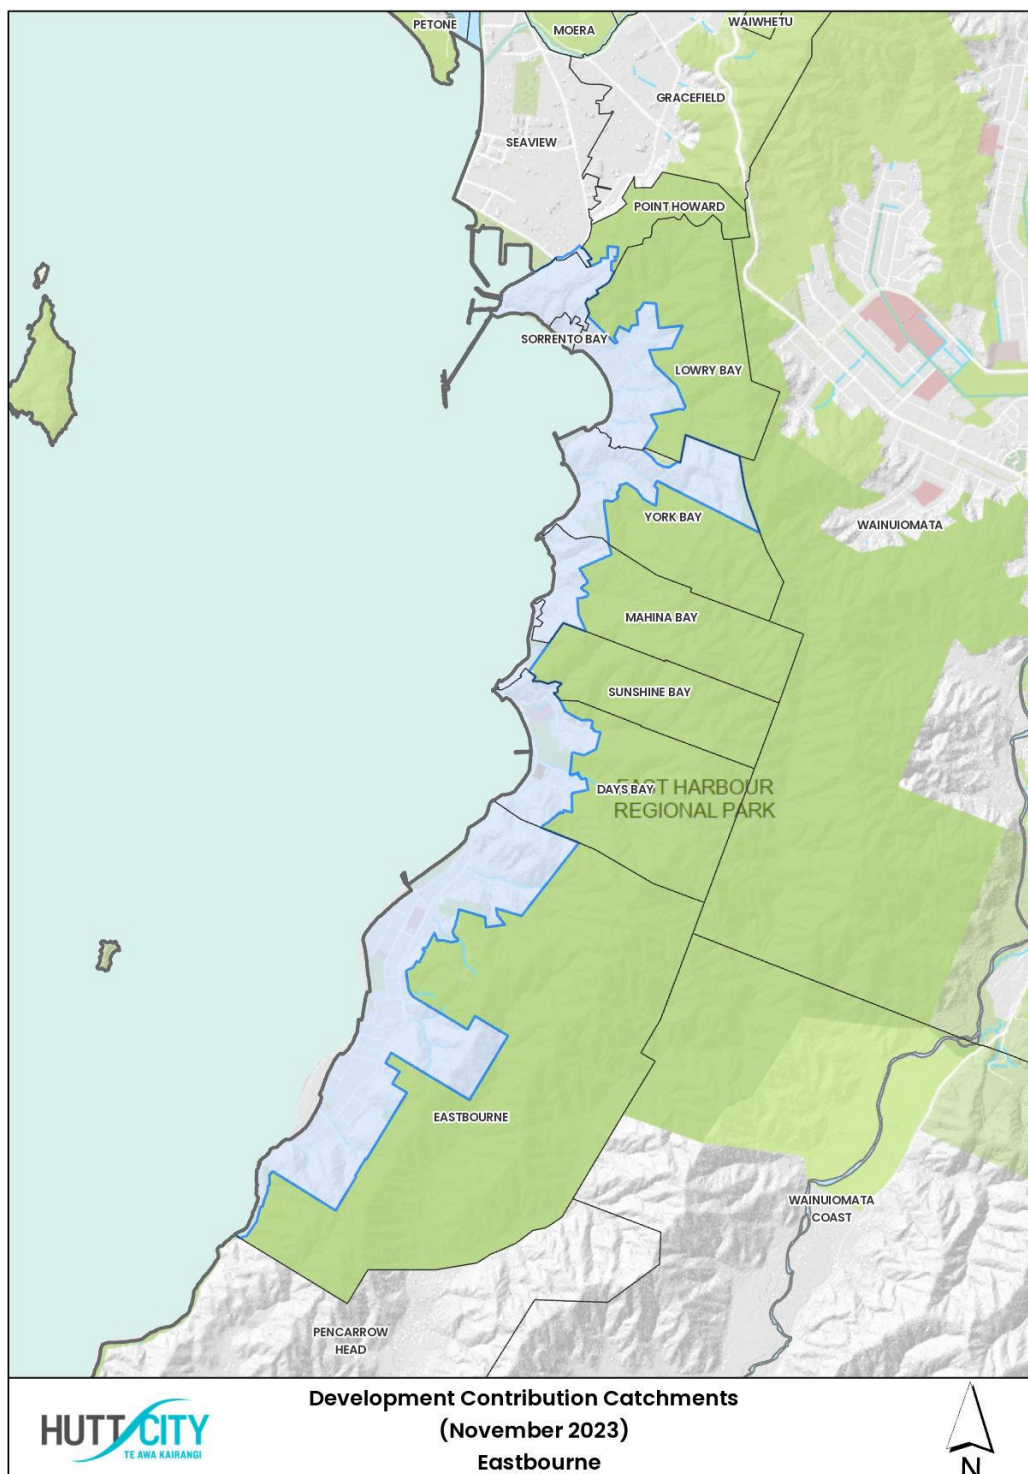 PETONE
MOERA
WAIWHETU
GRACEFIELD
SEAVIEW
POINT HOWARD
SORRENTO BAY
LOWRY BAY
YORK BAY
WAINUIOMATA
MAHINA BAY
SUNSHINE BAY
DAYS BAY
EAST HARBOUR
REGIONAL PARK
EASTBOURNE
WAINUIOMATA
COAST
PENCARROW
HEAD
HUTT CITY
TE AWA KAIRANGI
Development Contribution Catchments
(November 2023)
Eastbourne
N